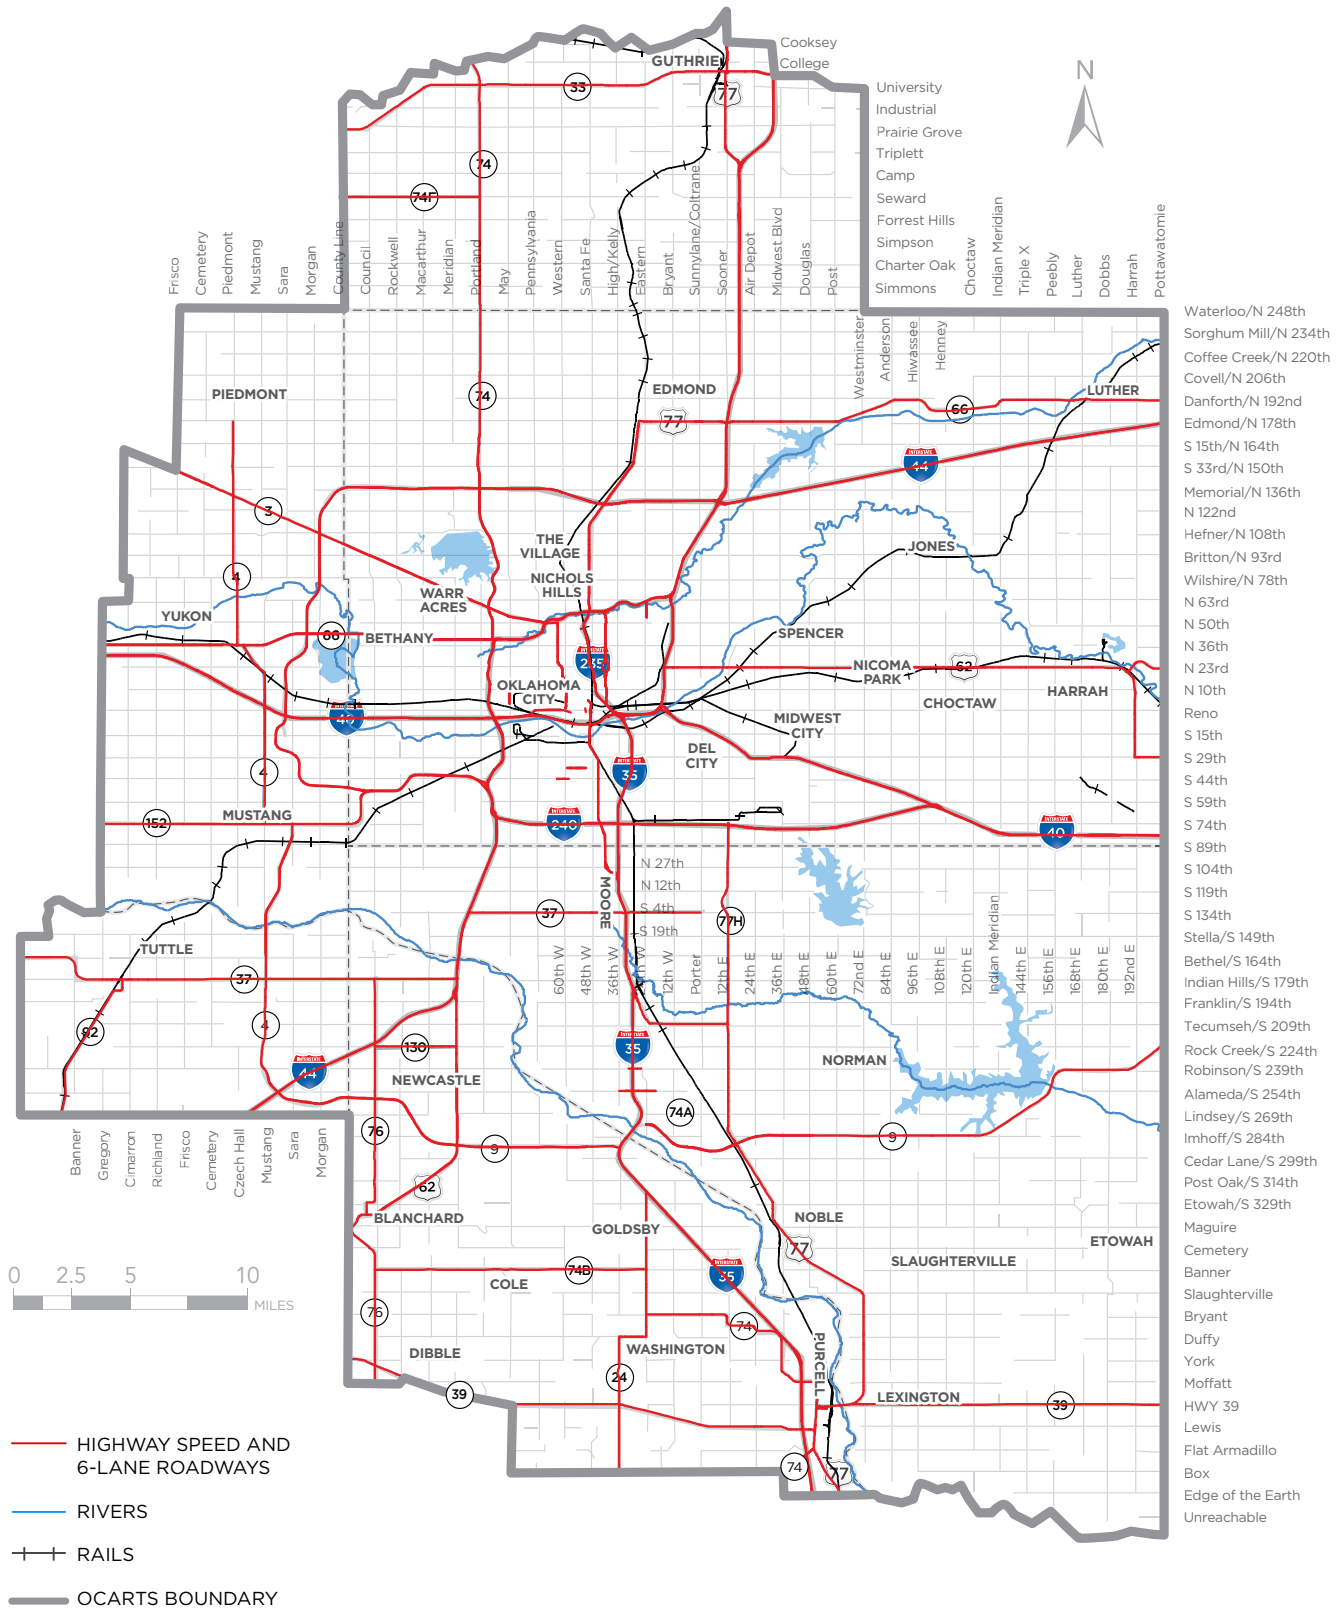 Cooksey
College
N
GUTHRIE
33
77
University
Industrial
Prairie Grove
Triplett
Camp
Seward
Forrest Hills
Simpson
Charter Oak
Simmons
74
74F
Frisco
Cemetery
Piedmont
Mustang
Sara
Morgan
County Line
Council
Rockwell
Macarthur
Meridian
Portland
May
Pennsylvania
Western
Santa Fe
High/Kelly
Eastern
Bryant
Sunnylane/Coltrane
Sooner
Air Depot
Midwest Blvd
Douglas
Post
Westminster
Anderson
Hiwassee
Henney
Choctaw
Indian Meridian
Triple X
Peebly
Luther
Dobbs
Harrah
Pottawatomie
Waterloo/N 248th
Sorghum Mill/N 234th
Coffee Creek/N 220th
Covell/N 206th
Danforth/N 192nd
Edmond/N 178th
S 15th/N 164th
S 33rd/N 150th
Memorial/N 136th
N 122nd
Hefner/N 108th
Britton/N 93rd
Wilshire/N 78th
N 63rd
N 50th
N 36th
N 23rd
N 10th
Reno
S 15th
S 29th
S 44th
S 59th
S 74th
S 89th
S 104th
S 119th
S 134th
Stella/S 149th
Bethel/S 164th
Indian Hills/S 179th
Franklin/S 194th
Tecumseh/S 209th
Rock Creek/S 224th
Robinson/S 239th
Alameda/S 254th
Lindsey/S 269th
Imhoff/S 284th
Cedar Lane/S 299th
Post Oak/S 314th
Etowah/S 329th
Maguire
Cemetery
Banner
Slaughterville
Bryant
Duffy
York
Moffatt
HWY 39
Lewis
Flat Armadillo
Box
Edge of the Earth
Unreachable
PIEDMONT
74
EDMOND
77
66
LUTHER
INTERSTATE
44
3
THE
VILLAGE
NICHOLS
HILLS
JONES
4
WARR
ACRES
YUKON
66
BETHANY
SPENCER
INTERSTATE
235
NICOMA
PARK
62
CHOCTAW
HARRAH
OKLAHOMA
CITY
INTERSTATE
40
MIDWEST
CITY
DEL
CITY
4
INTERSTATE
35
MUSTANG
152
INTERSTATE
240
INTERSTATE
40
N 27th
N 12th
S 4th
S 19th
MOORE
37
77H
TUTTLE
37
60th W
48th W
36th W
12th W
Porter
12th E
24th E
36th E
48th E
60th E
72nd E
84th E
96th E
108th E
120th E
Indian Meridian
144th E
156th E
168th E
180th E
192nd E
92
4
130
INTERSTATE
35
INTERSTATE
44
NEWCASTLE
NORMAN
74A
76
9
9
Banner
Gregory
Cimarron
Richland
Frisco
Cemetery
Czech Hall
Mustang
Sara
Morgan
62
BLANCHARD
GOLDSBY
NOBLE
77
SLAUGHTERVILLE
ETOWAH
74B
COLE
INTERSTATE
35
0 2.5 5 10
MILES
76
74
DIBBLE
WASHINGTON
PURCELL
24
39
LEXINGTON
39
74
77
HIGHWAY SPEED AND
6-LANE ROADWAYS
RIVERS
RAILS
OCARTS BOUNDARY